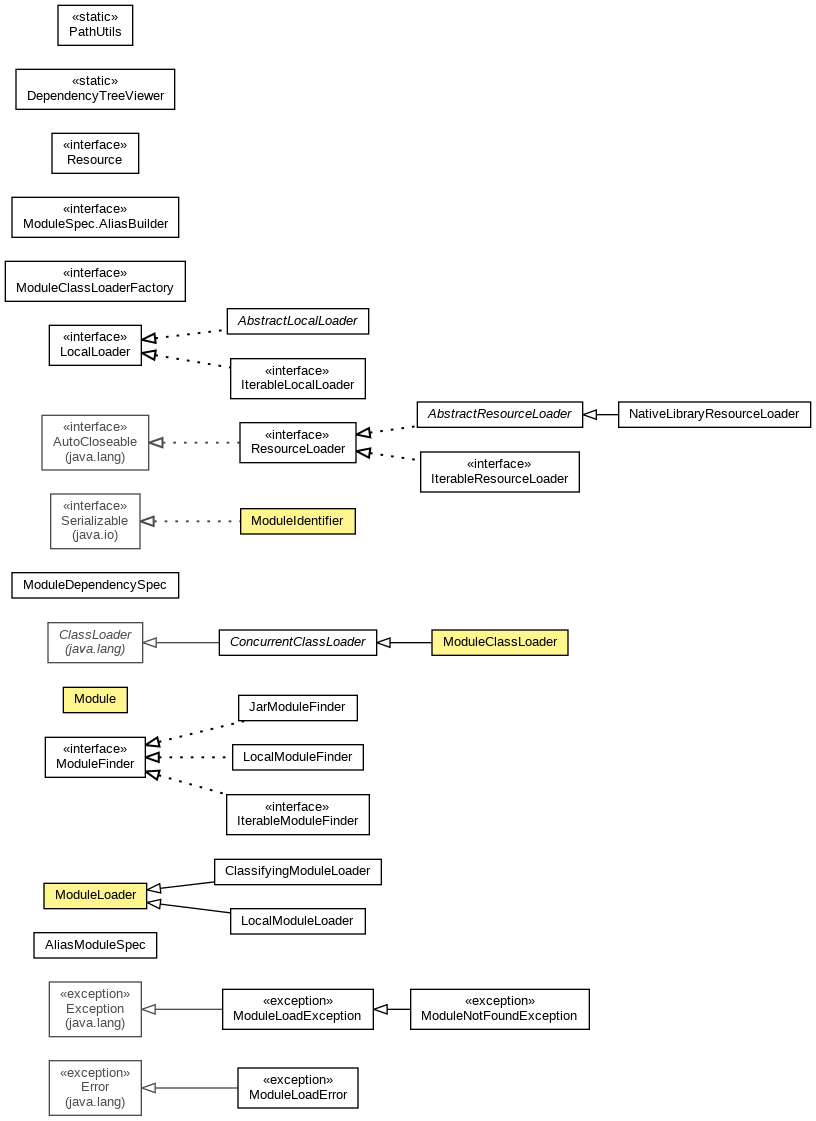 «static»
PathUtils
«static»
DependencyTreeViewer
«interface»
Resource
«interface»
ModuleSpec.AliasBuilder
«interface»
ModuleClassLoaderFactory
«interface»
LocalLoader
AbstractLocalLoader
«interface»
IterableLocalLoader
«interface»
AutoCloseable
(java.lang)
«interface»
ResourceLoader
AbstractResourceLoader
NativeLibraryResourceLoader
«interface»
IterableResourceLoader
«interface»
Serializable
(java.io)
ModuleIdentifier
ModuleDependencySpec
ClassLoader
(java.lang)
ConcurrentClassLoader
ModuleClassLoader
Module
«interface»
ModuleFinder
JarModuleFinder
LocalModuleFinder
«interface»
IterableModuleFinder
ModuleLoader
ClassifyingModuleLoader
LocalModuleLoader
AliasModuleSpec
«exception»
Exception
(java.lang)
«exception»
ModuleLoadException
«exception»
ModuleNotFoundException
«exception»
Error
(java.lang)
«exception»
ModuleLoadError